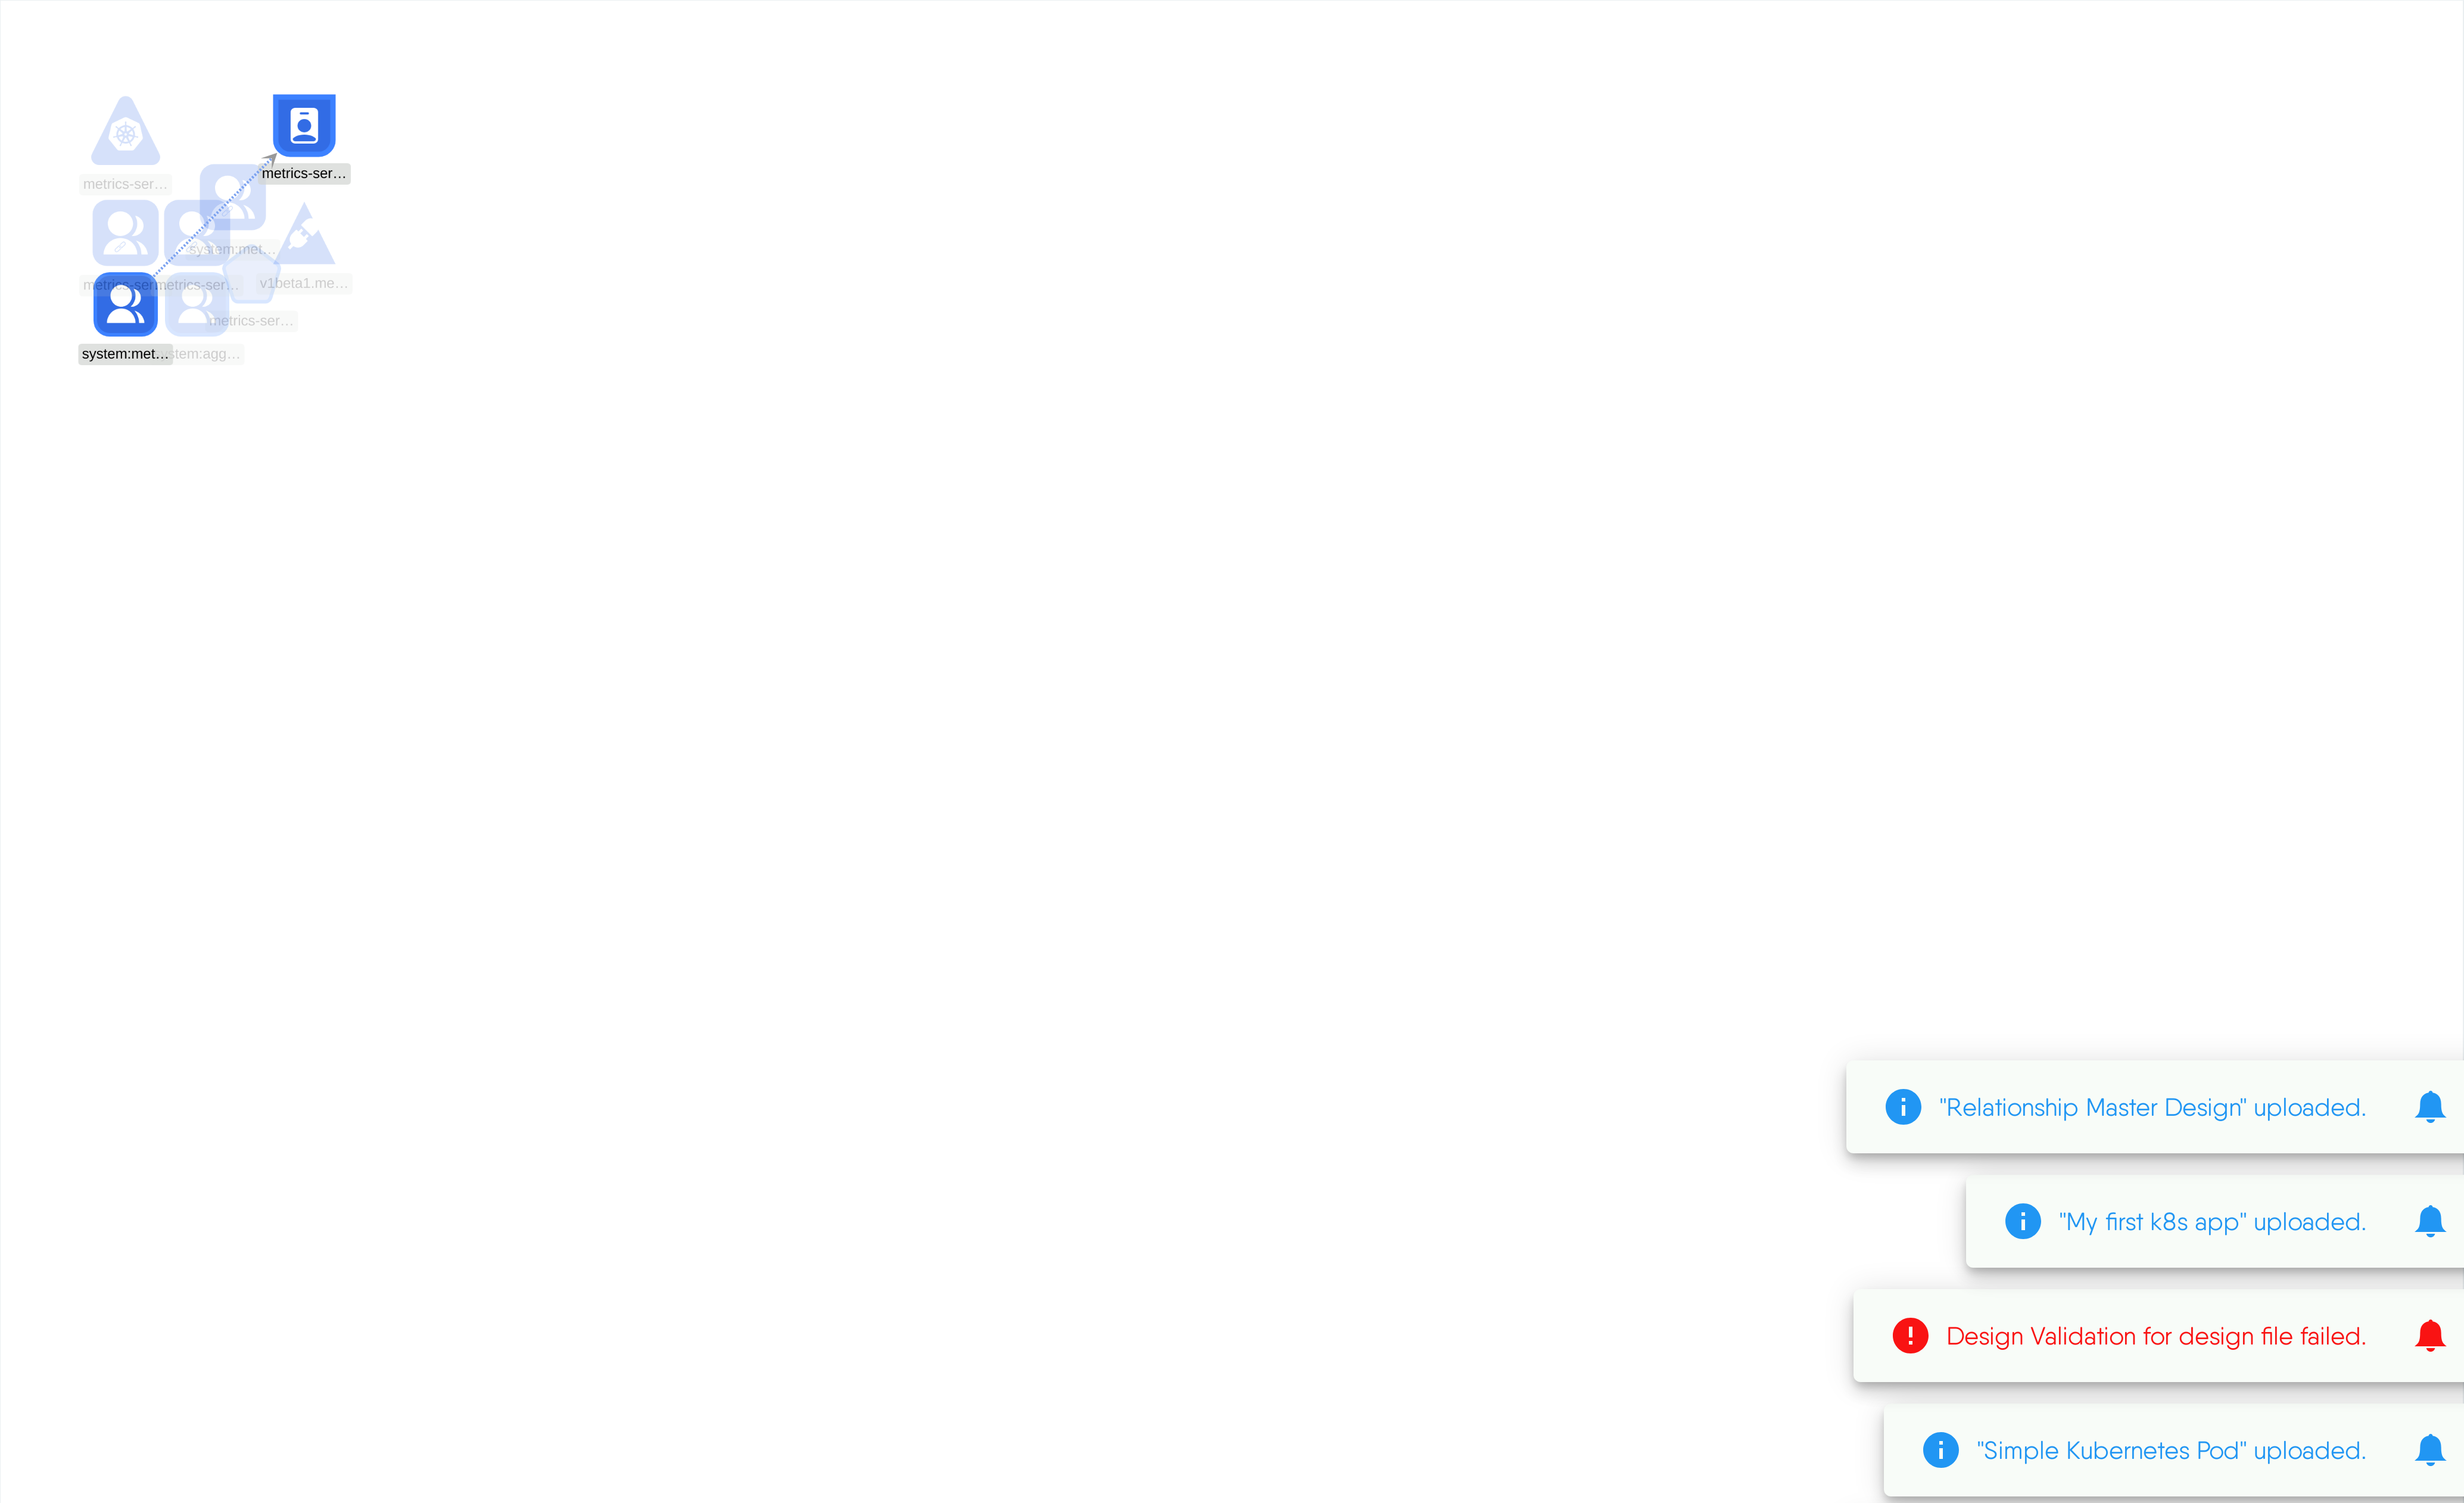 metrics-ser…
metrics-ser…
system:met…
metrics-ser…
metrics-ser…
v1beta1.me…
metrics-ser…
system:met…
stem:agg…
"Relationship Master Design" uploaded.
"My first k8s app" uploaded.
Design Validation for design file failed.
"Simple Kubernetes Pod" uploaded.